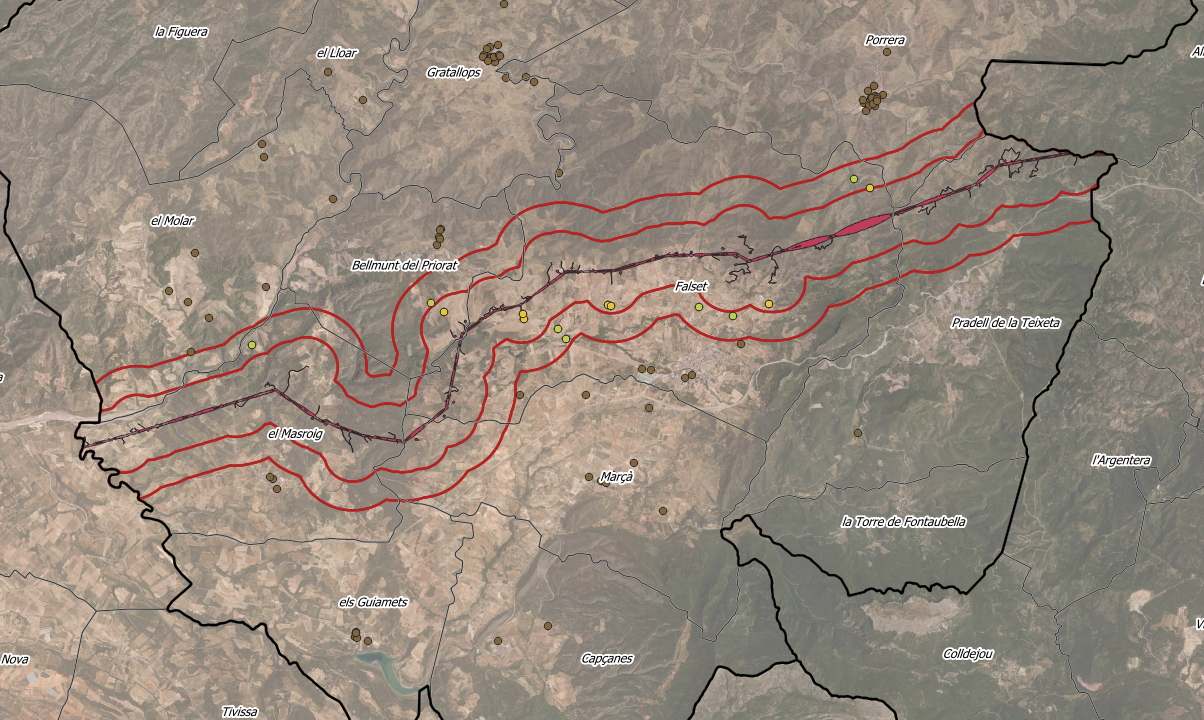 la Figuera
el Lloar
Porrera
Gratallops
el Molar
Bellmunt del Priorat
Falset
Pradell de la Teixeta
el Masroig
l'Argentera
Marçà
la Torre de Fontaubella
els Guiamets
Nova
Capçanes
Colldejou
Tivissa